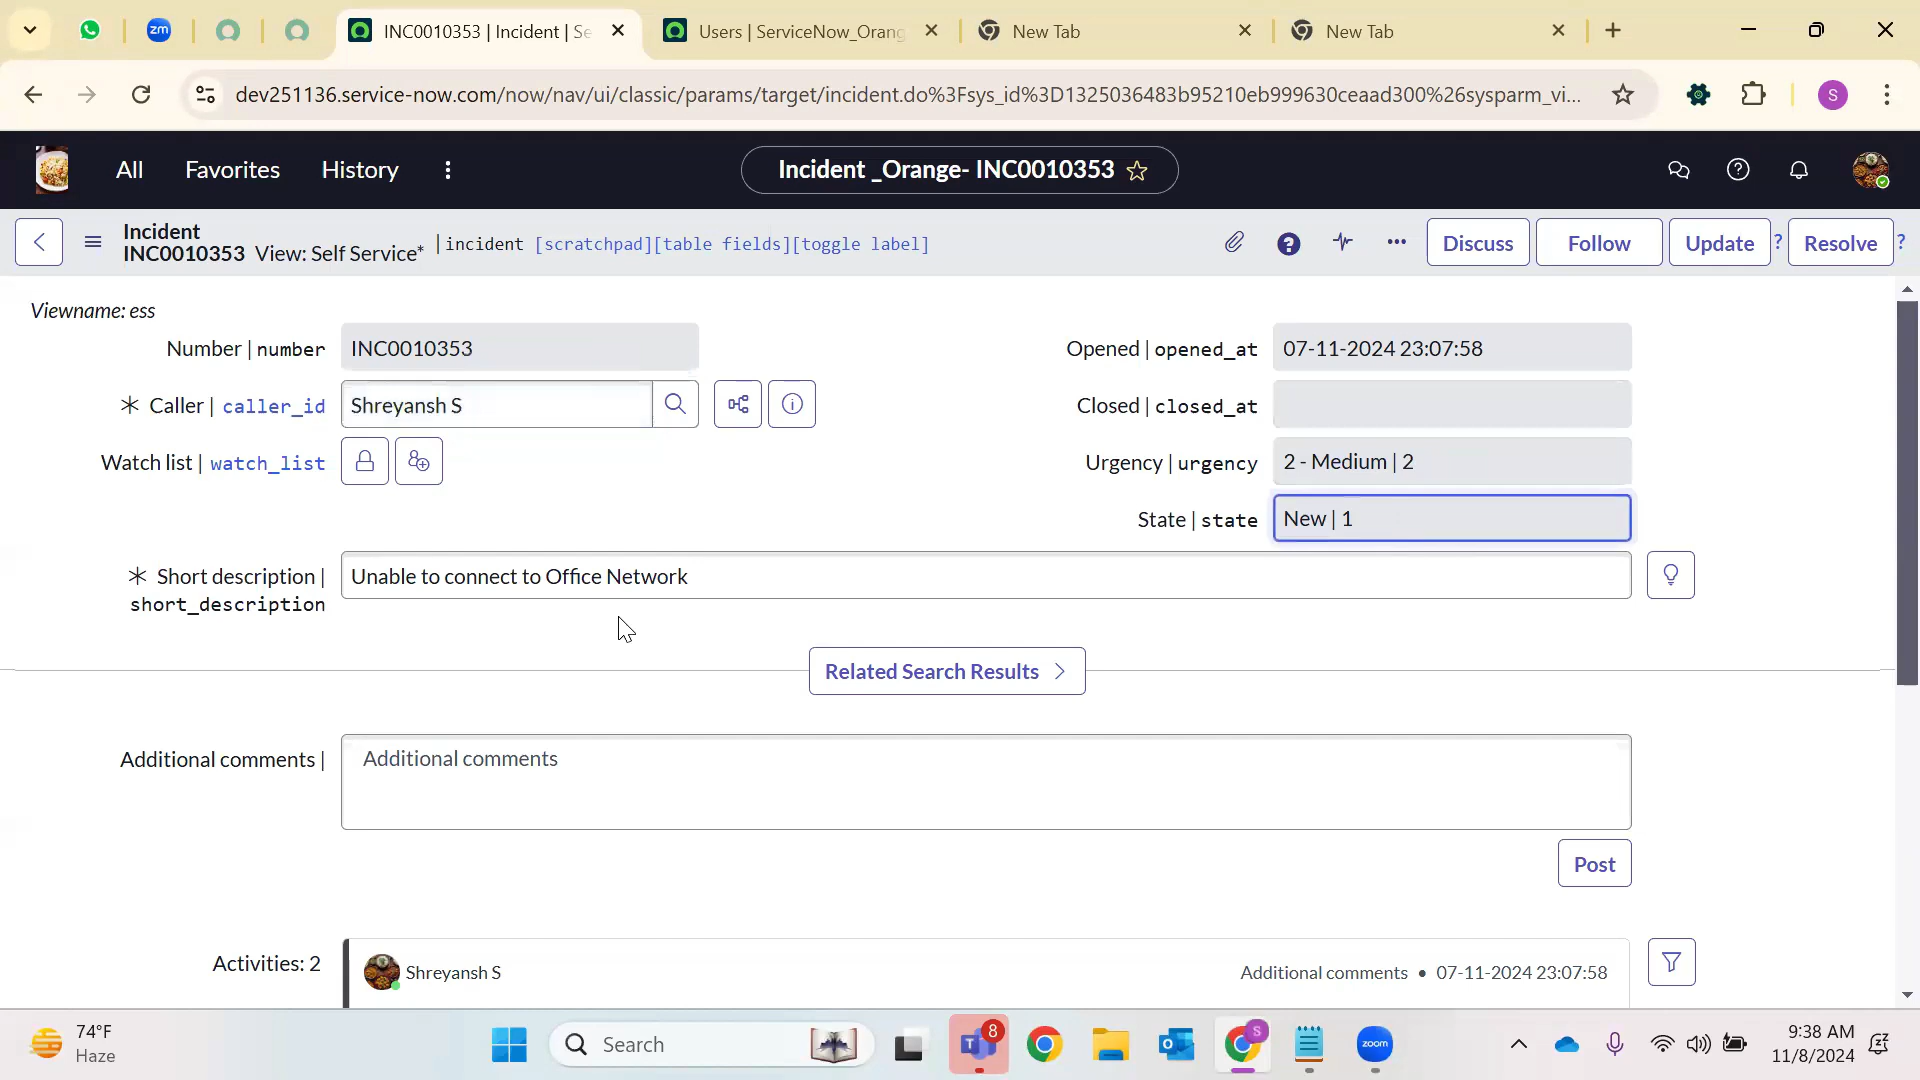 zm
INC0010353 | Incident | Se
Users | ServiceNow_Orang
New Tab
New Tab
dev251136.service-now.com/now/nav/ui/classic/params/target/incident.do%3Fsys_id%3D1325036483b95210eb999630ceaad300%26sysparm_vi...
S
All
Favorites
History
Incident _Orange- INC0010353
Incident
INC0010353 View: Self Service*
|incident [scratchpad][table fields][toggle label]
Discuss
Follow
Update
?
Resolve
?
Viewname: ess
Number | number
INC0010353
Opened | opened_at
07-11-2024 23:07:58
Caller | caller_id
Shreyansh S
Closed | closed_at
Watch list | watch_list
Urgency | urgency
2 - Medium | 2
State | state
New | 1
Short description |
short_description
Unable to connect to Office Network
Related Search Results
Additional comments |
Additional comments
Post
Activities: 2
Shreyansh S
Additional comments • 07-11-2024 23:07:58
74°F
Haze
Search
8
S
zoom
9:38 AM
11/8/2024